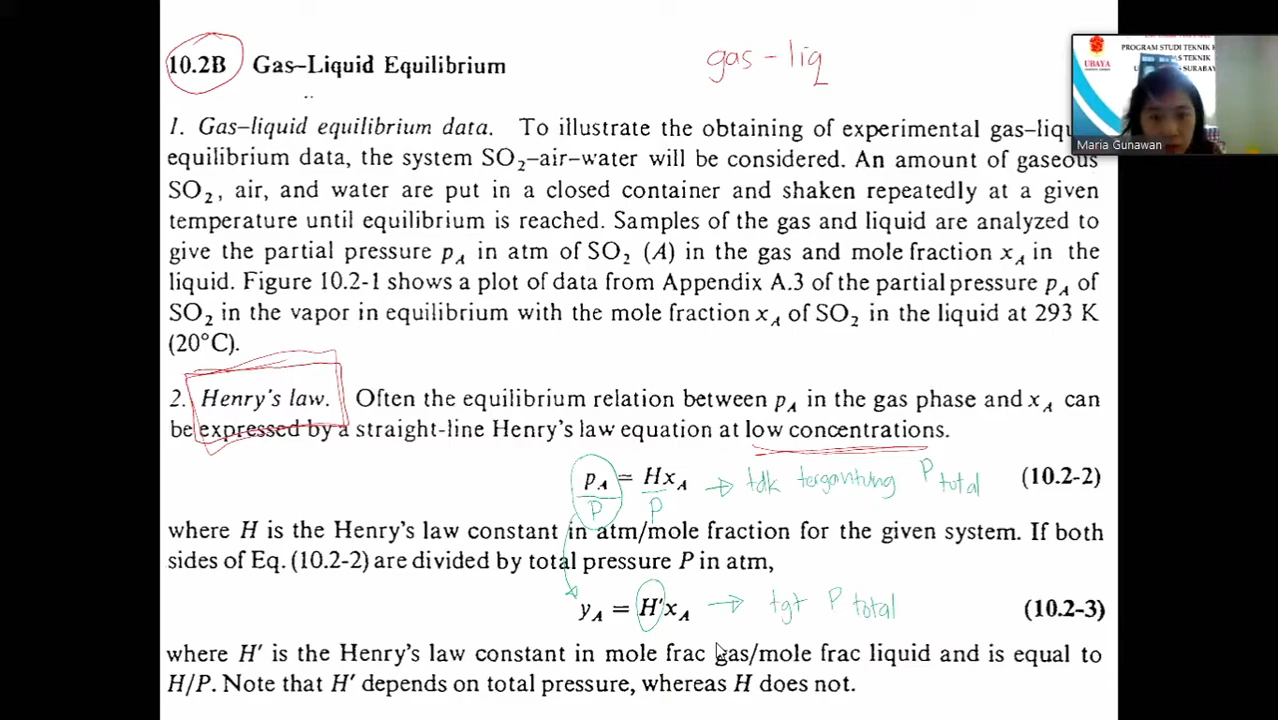 10.2B Gas–Liquid Equilibrium
gas – liq
1. Gas–liquid equilibrium data. To illustrate the obtaining of experimental gas–liqu
equilibrium data, the system SO₂–air–water will be considered. An amount of gaseous
SO₂, air, and water are put in a closed container and shaken repeatedly at a given
temperature until equilibrium is reached. Samples of the gas and liquid are analyzed to
give the partial pressure p_A in atm of SO₂ (A) in the gas and mole fraction x_A in the
liquid. Figure 10.2-1 shows a plot of data from Appendix A.3 of the partial pressure p_A of
SO₂ in the vapor in equilibrium with the mole fraction x_A of SO₂ in the liquid at 293 K
(20°C).
2. Henry's law. Often the equilibrium relation between p_A in the gas phase and x_A can
be expressed by a straight-line Henry's law equation at low concentrations.
p_A = Hx_A → tdk tergantung P total (10.2-2)
P P
where H is the Henry's law constant in atm/mole fraction for the given system. If both
sides of Eq. (10.2-2) are divided by total pressure P in atm,
y_A = H'x_A → tgt P total (10.2-3)
where H' is the Henry's law constant in mole frac gas/mole frac liquid and is equal to
H/P. Note that H' depends on total pressure, whereas H does not.
PROGRAM STUDI TEKNIK
UBAYA
Maria Gunawan